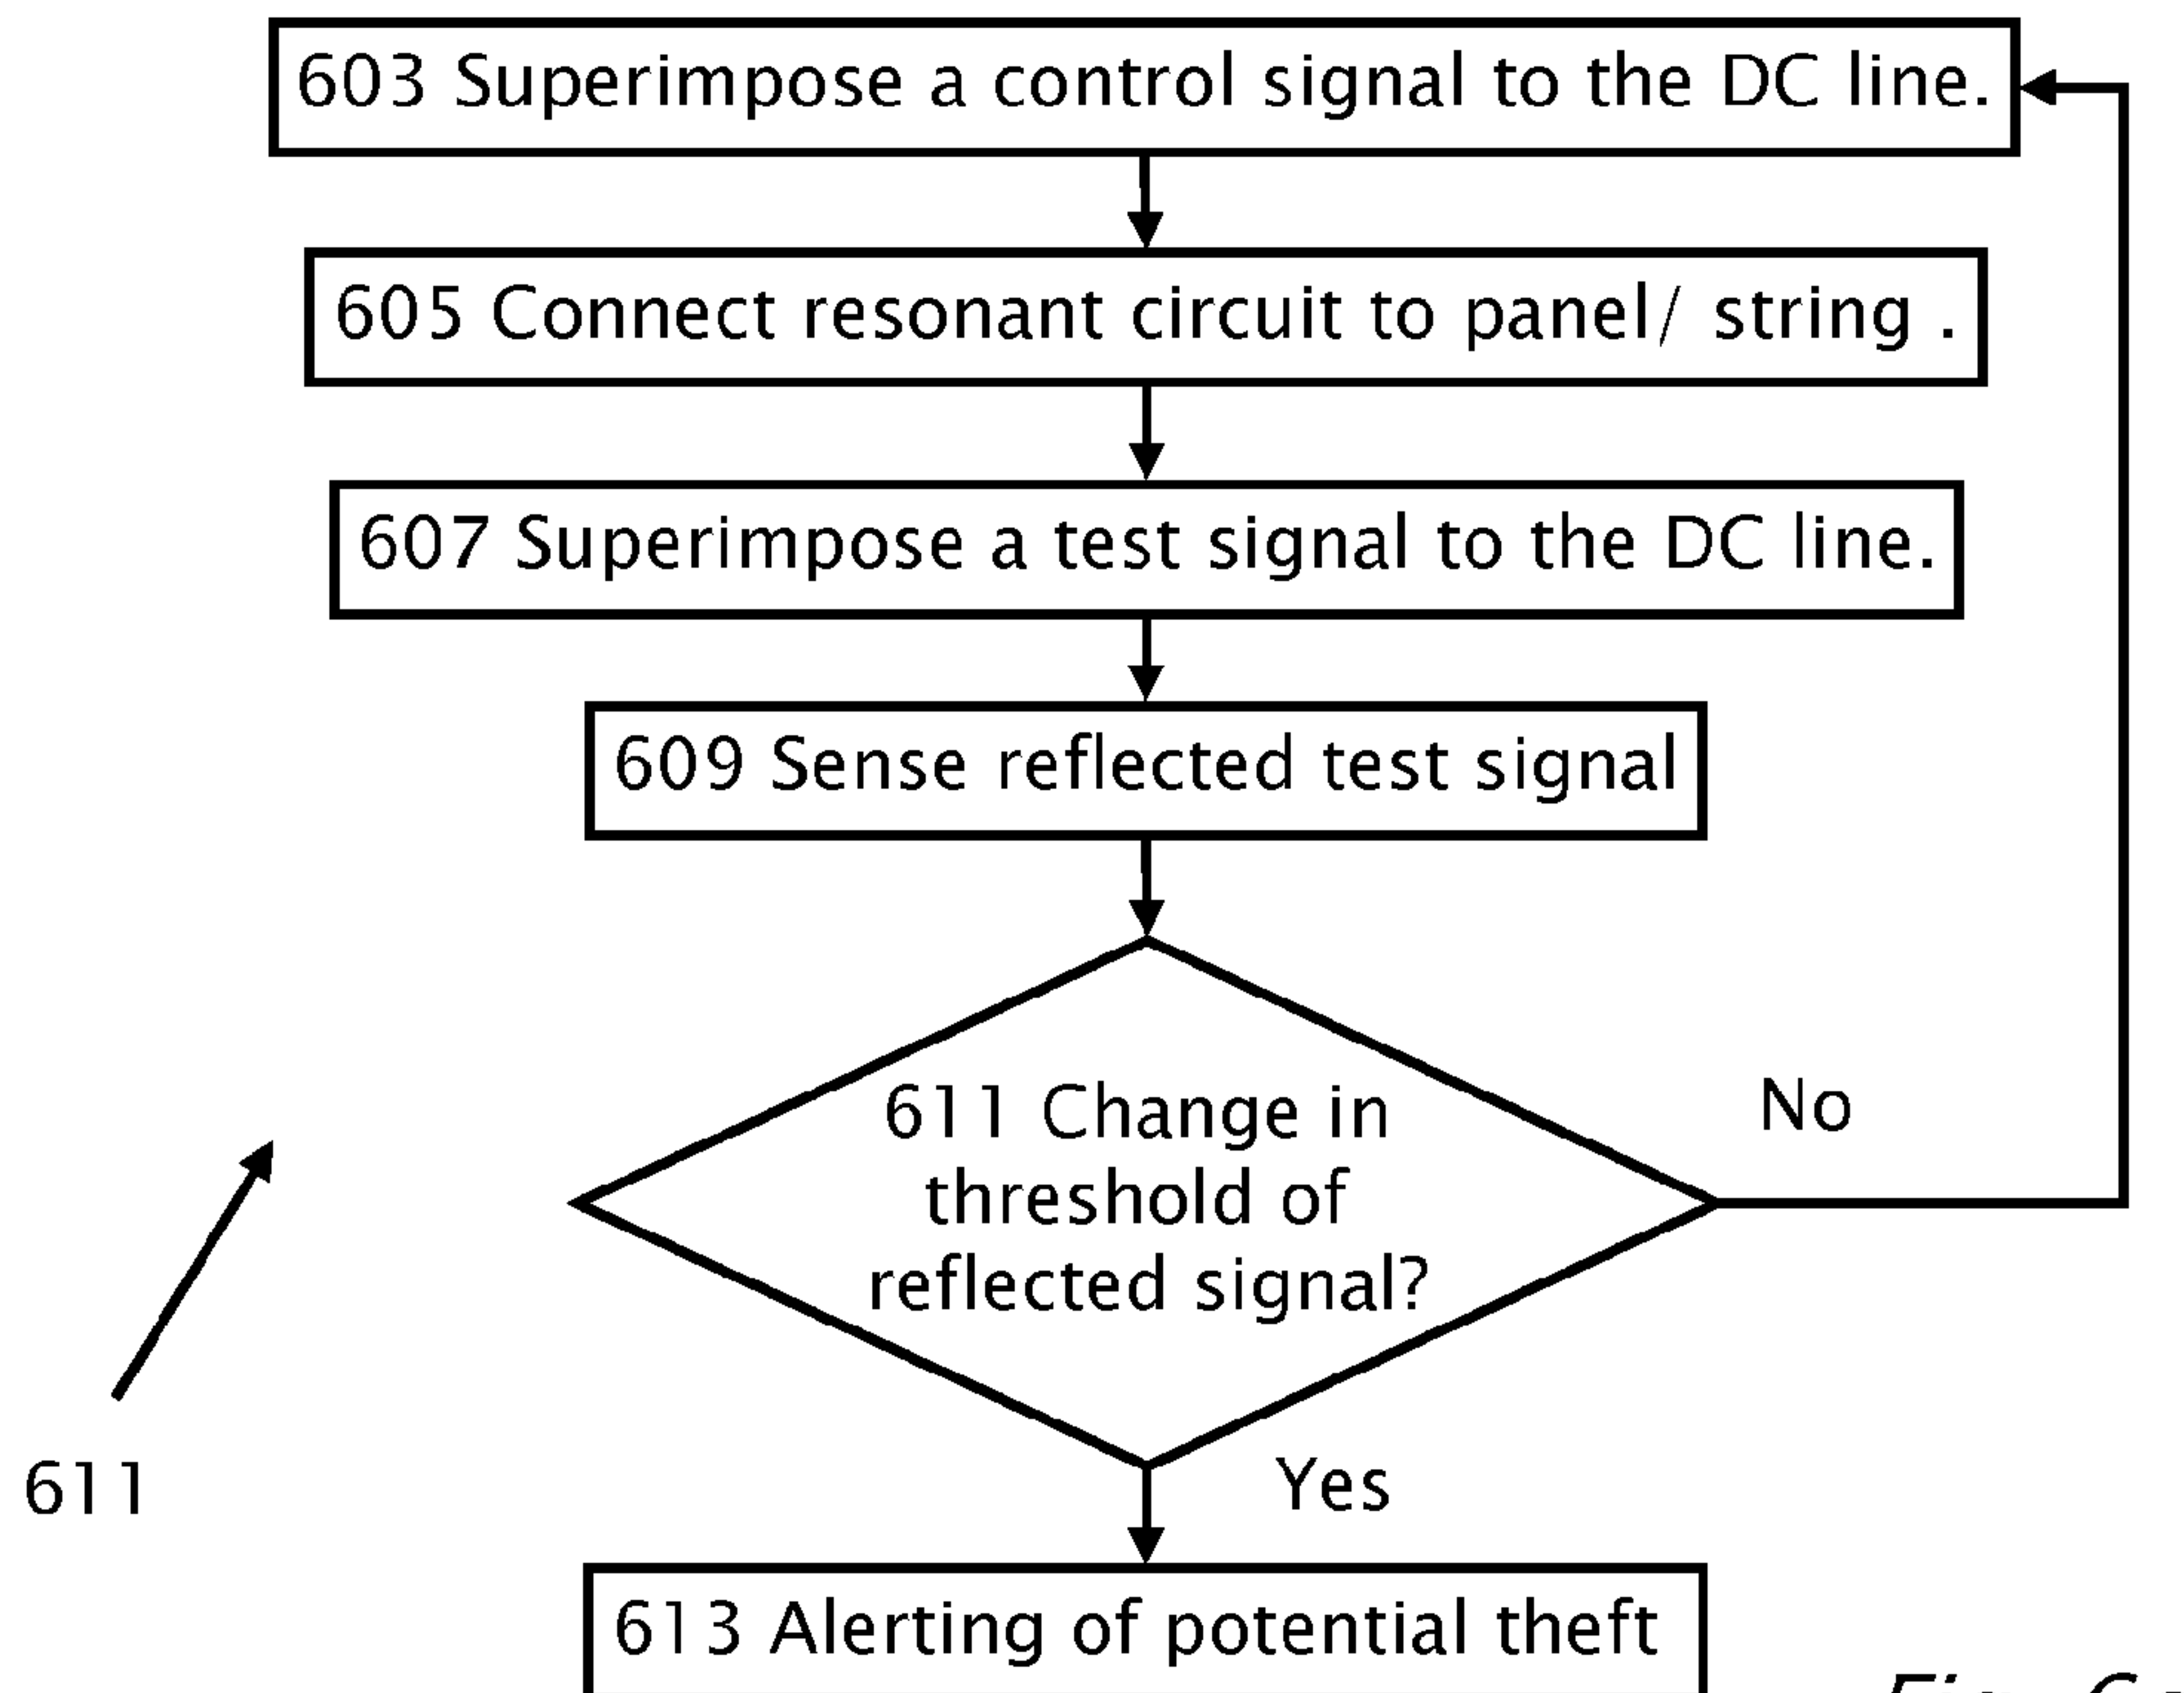 603 Superimpose a control signal to the DC line.
605 Connect resonant circuit to panel/ string .
607 Superimpose a test signal to the DC line.
609 Sense reflected test signal
611 Change in
threshold of
reflected signal?
No
611
Yes
613 Alerting of potential theft